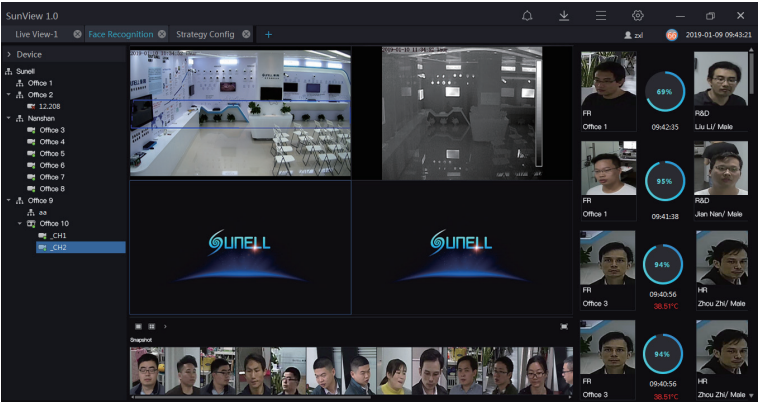 SunView 1.0
Live View-1
Face Recognition
Strategy Config
+
zxl
66
2019-01-09 09:43:21
> Device
Sunell
Office 1
Office 2
12.208
Nanshan
Office 3
Office 4
Office 5
Office 6
Office 7
Office 8
Office 9
aa
Office 10
_CH1
_CH2
SUNELL
SUNELL
Snapshot
69%
FR
R&D
Office 1
09:42:35
Liu Li/ Male
95%
FR
R&D
Office 1
09:41:38
Jian Nan/ Male
94%
FR
09:40:56
HR
Office 3
38.51°C
Zhou Zhi/ Male
94%
FR
09:40:56
HR
Office 3
38.51°C
Zhou Zhi/ Male